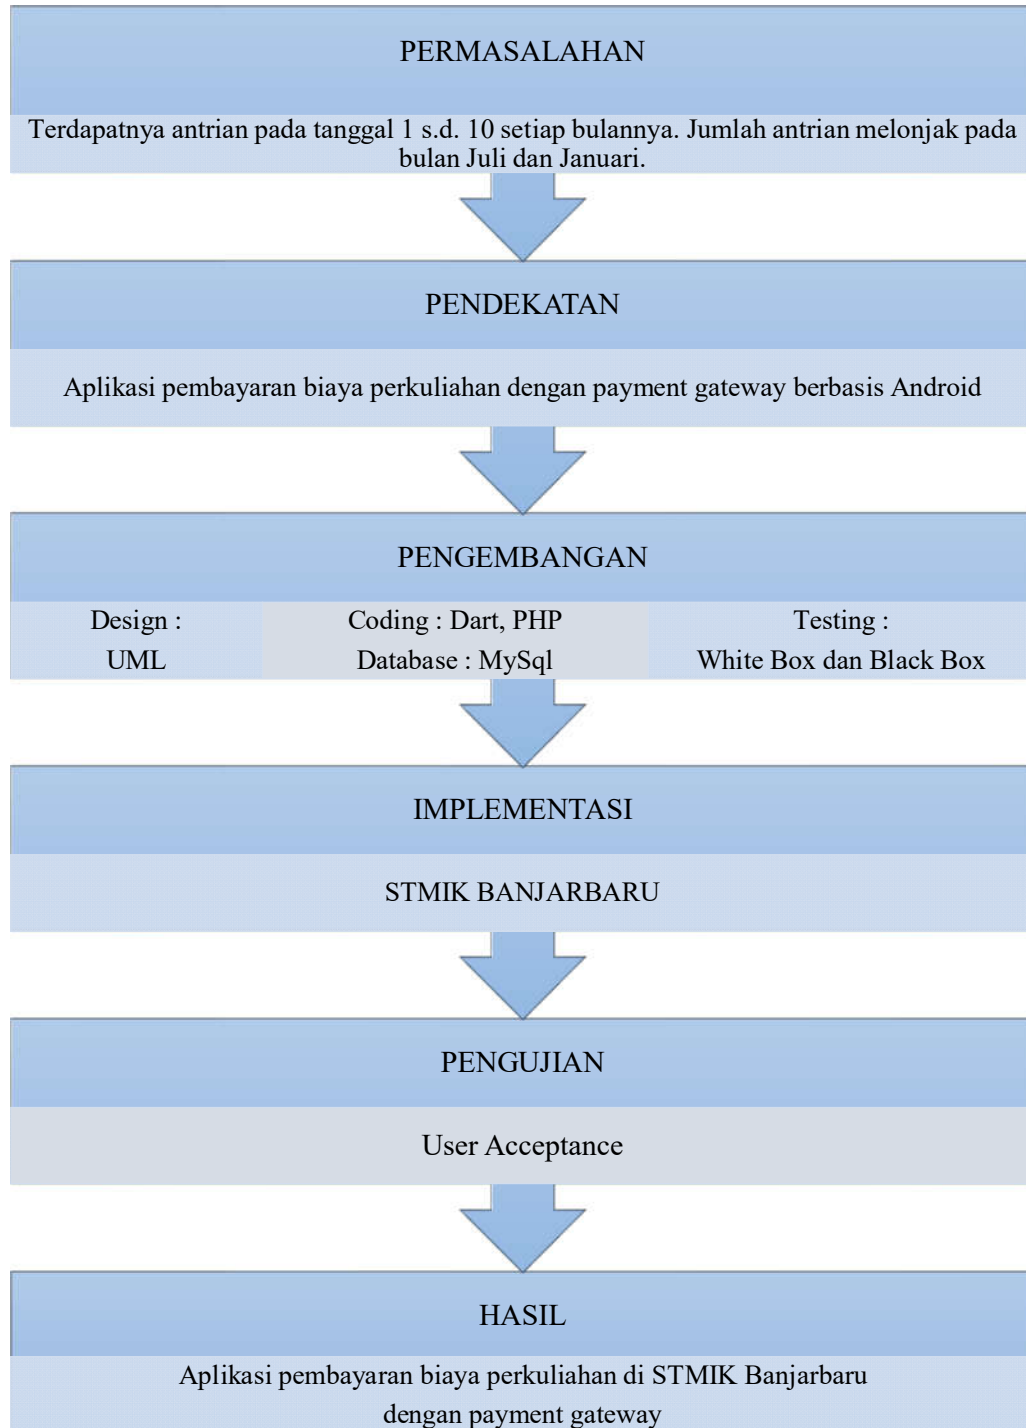 PERMASALAHAN
Terdapatnya antrian pada tanggal 1 s.d. 10 setiap bulannya. Jumlah antrian melonjak pada
bulan Juli dan Januari.
PENDEKATAN
Aplikasi pembayaran biaya perkuliahan dengan payment gateway berbasis Android
PENGEMBANGAN
Design :
UML
Coding : Dart, PHP
Database : MySql
Testing :
White Box dan Black Box
IMPLEMENTASI
STMIK BANJARBARU
PENGUJIAN
User Acceptance
HASIL
Aplikasi pembayaran biaya perkuliahan di STMIK Banjarbaru
dengan payment gateway